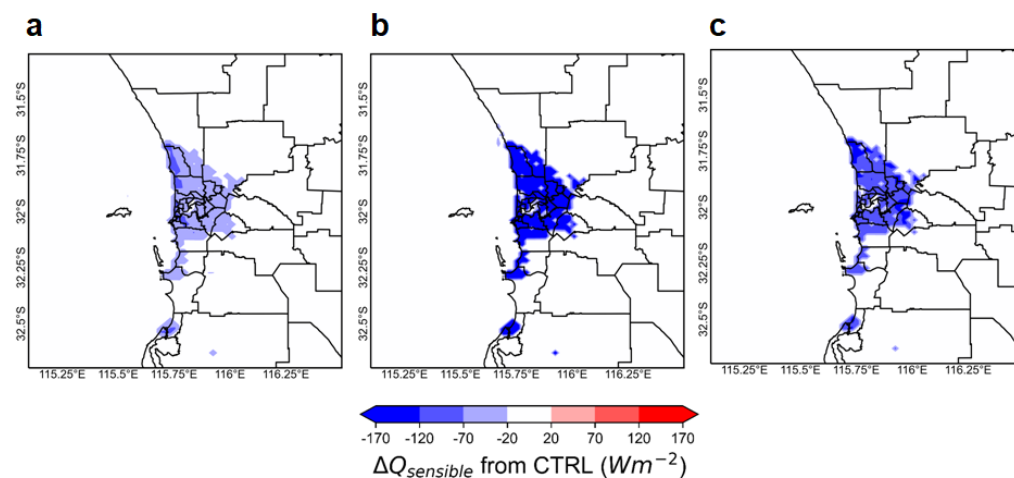 a b c
31.5°S 31.5°S 31.5°S
31.75°S 31.75°S 31.75°S
32°S 32°S 32°S
32.25°S 32.25°S 32.25°S
32.5°S 32.5°S 32.5°S
115.25°E 115.5°E 115.75°E 116°E 116.25°E 115.25°E 115.5°E 115.75°E 116°E 116.25°E 115.25°E 115.5°E 115.75°E 116°E 116.25°E
-170 -120 -70 -20 20 70 120 170
ΔQsensible from CTRL (Wm−2)